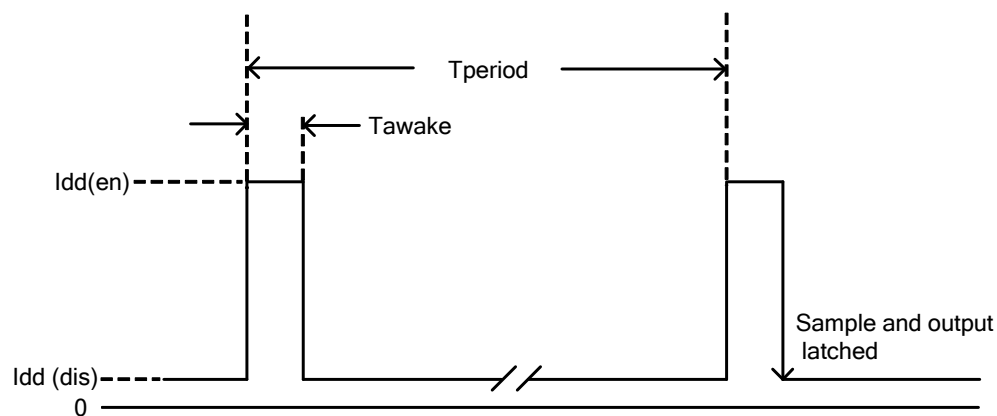 Tperiod
Tawake
Idd(en)
Sample and output
latched
Idd (dis)
0